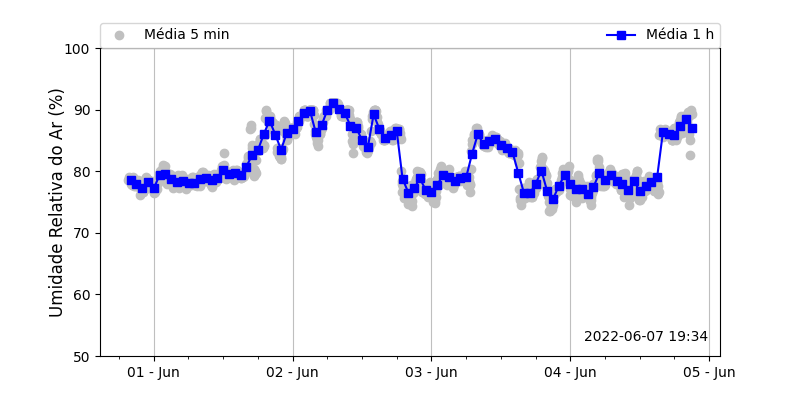 Média 5 min
Média 1 h
Umidade Relativa do Ar (%)
100
90
80
70
60
50
2022-06-07 19:34
01 - Jun
02 - Jun
03 - Jun
04 - Jun
05 - Jun